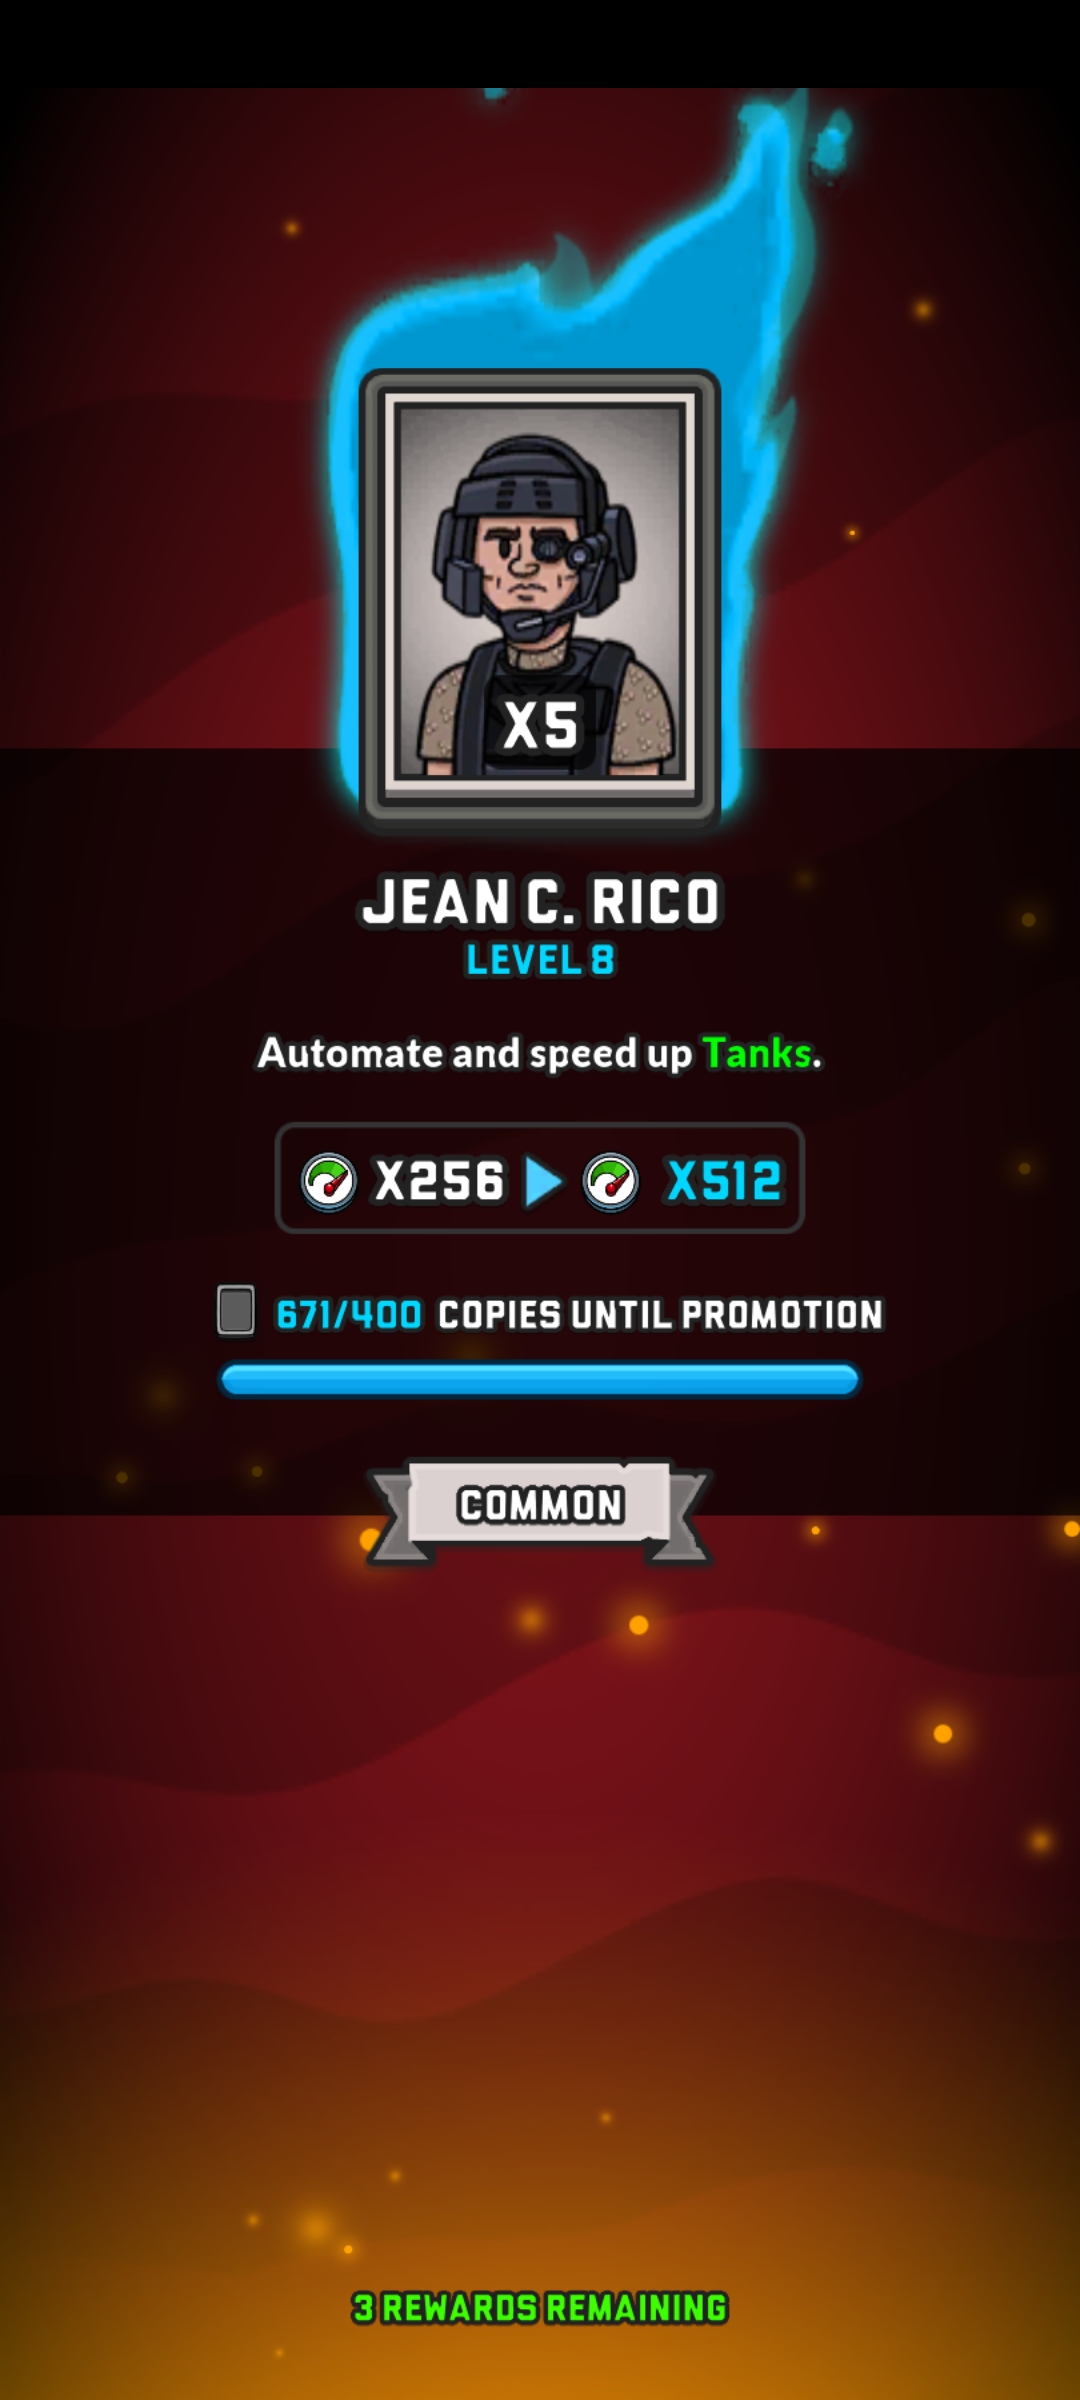 X5
JEAN C. RICO
LEVEL 8
Automate and speed up Tanks.
X256 X512
671/400 COPIES UNTIL PROMOTION
COMMON
3 REWARDS REMAINING